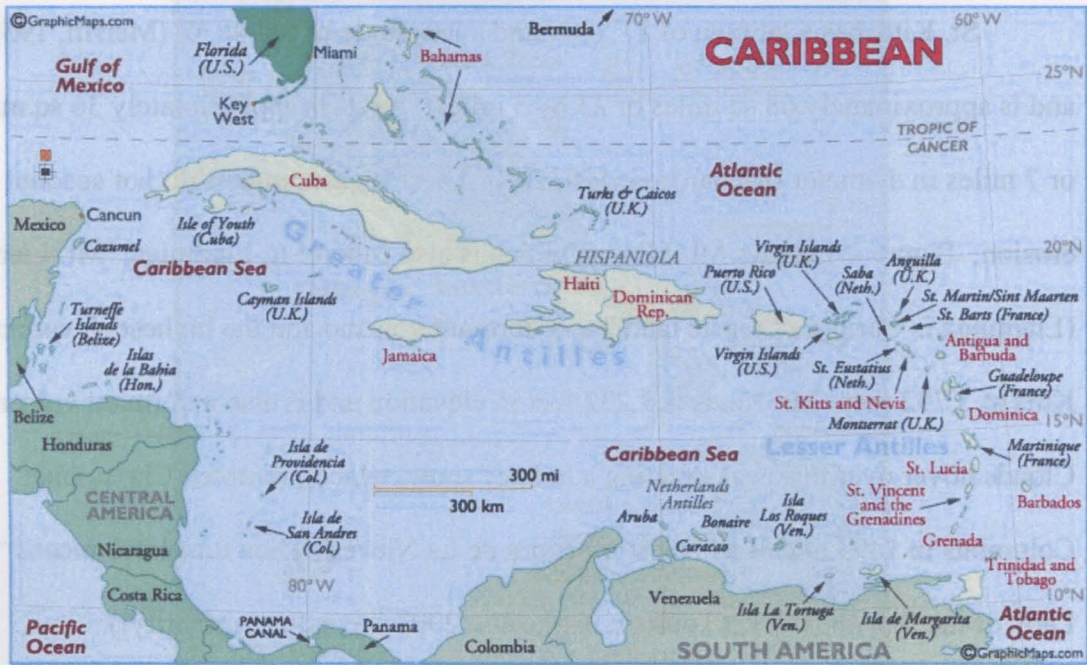 ©GraphicMaps.com
Bermuda
70° W
60° W
CARIBBEAN
Florida
(U.S.)
Miami
Bahamas
Gulf of
Mexico
25°N
Key
West
TROPIC OF
CANCER
Atlantic
Ocean
Cuba
Turks & Caicos
(U.K.)
Mexico
Cancun
Cozumel
Isle of Youth
(Cuba)
20°N
Greater Antilles
HISPANIOLA
Virgin Islands
(U.K.)
Anguilla
(U.K.)
Saba
(Neth.)
Caribbean Sea
Puerto Rico
(U.S.)
Haiti
Dominican
Rep.
St. Martin/Sint Maarten
St. Barts (France)
Cayman Islands
(U.K.)
Turneffe
Islands
(Belize)
Jamaica
Virgin Islands
(U.S.)
Antigua and
Barbuda
Islas
de la Bahia
(Hon.)
St. Eustatius
(Neth.)
Guadeloupe
(France)
St. Kitts and Nevis
Dominica
Belize
Montserrat (U.K.)
15°N
Honduras
Lesser Antilles
Martinique
(France)
Isla de
Providencia
(Col.)
Caribbean Sea
St. Lucia
300 mi
300 km
CENTRAL
AMERICA
Netherlands
Antilles
Isla
Los Roques
(Ven.)
St. Vincent
and the
Grenadines
Barbados
Aruba
Bonaire
Curacao
Isla de
San Andres
(Col.)
Grenada
Nicaragua
Trinidad and
Tobago
80° W
10°N
Costa Rica
Venezuela
Isla La Tortuga
(Ven.)
Isla de Margarita
(Ven.)
Atlantic
Ocean
Pacific
Ocean
PANAMA
CANAL
Panama
Colombia
SOUTH AMERICA
©GraphicMaps.com